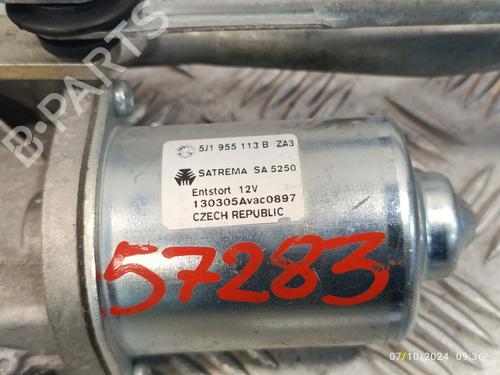 5J1 955 113 B ZA3
SATREMA SA 5250
Entstort 12V
130305Avac0897
CZECH REPUBLIC
57283
B-PARTS
07/10/2024 09:36